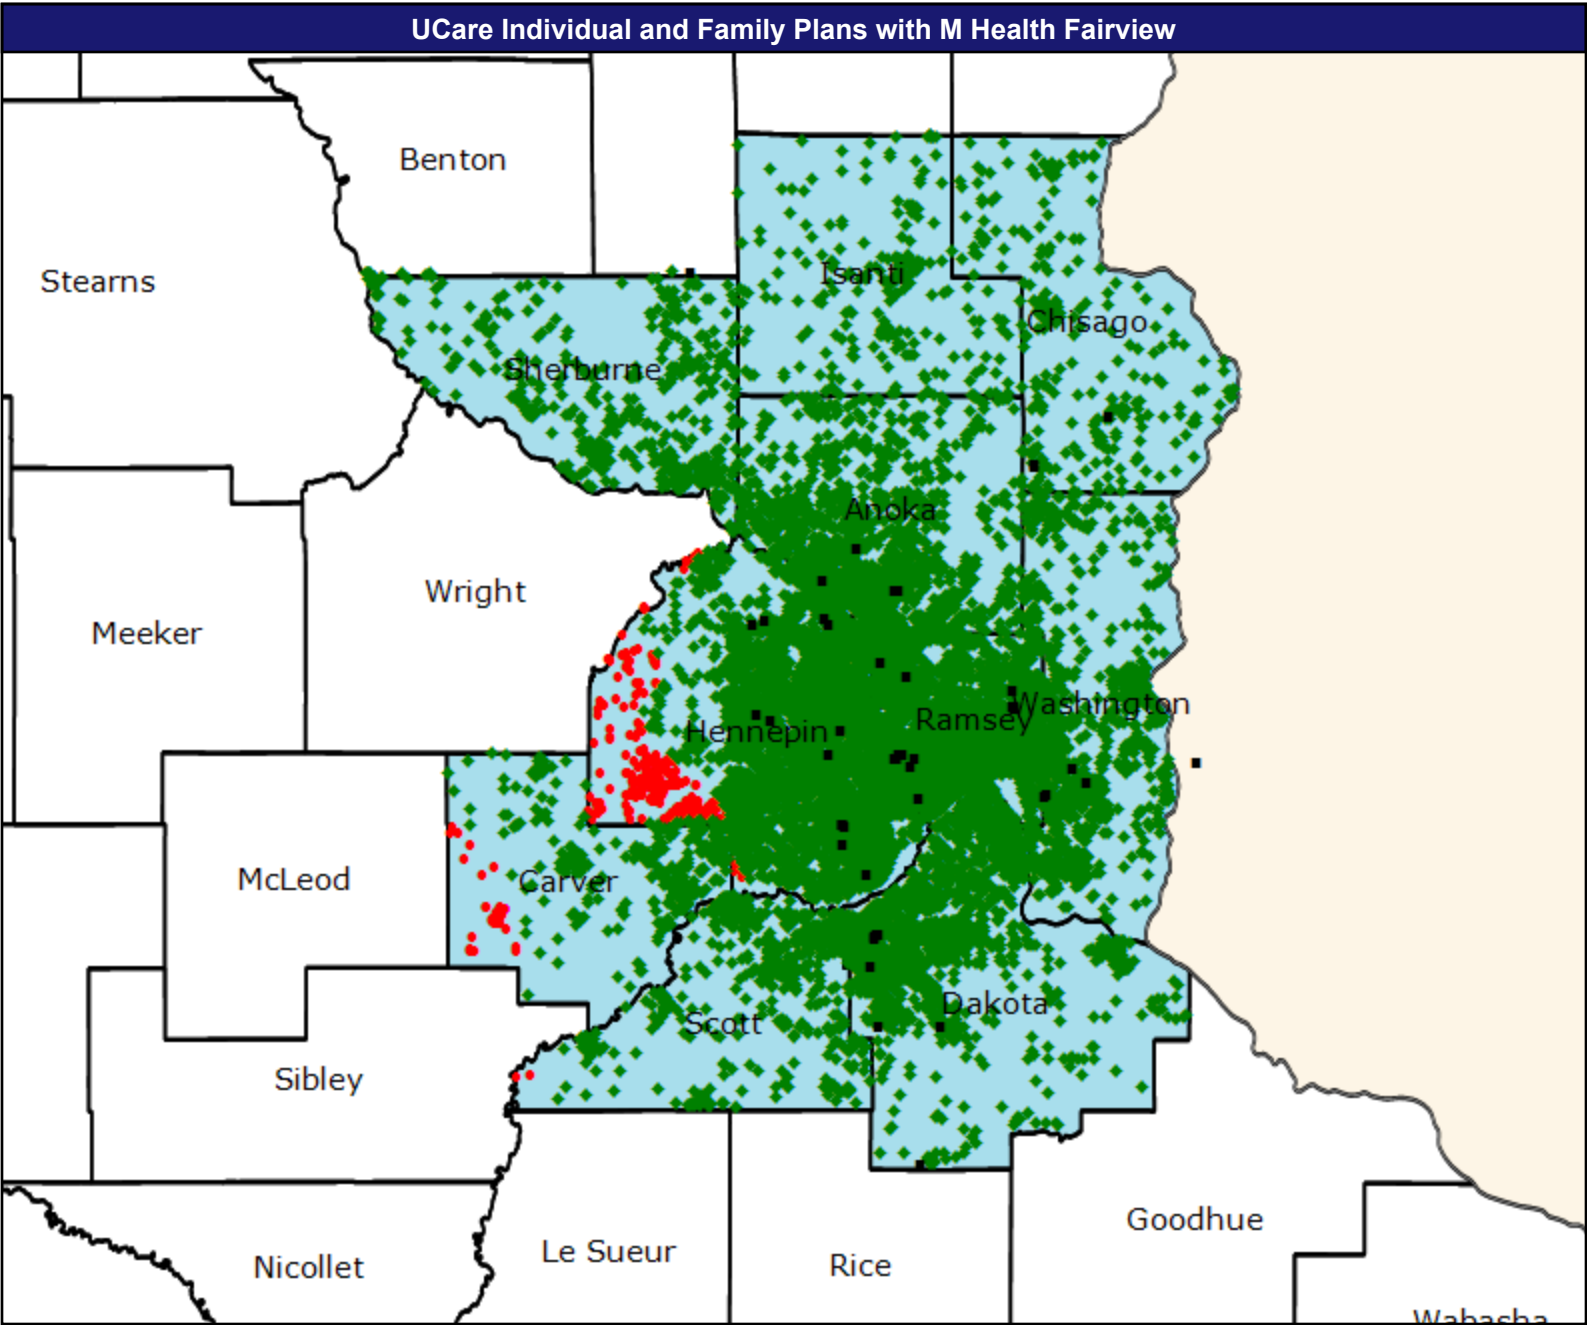 UCare Individual and Family Plans with M Health Fairview
Benton
Stearns
Isanti
Chisago
Sherburne
Anoka
Wright
Meeker
Washington
Ramsey
Hennepin
McLeod
Carver
Dakota
Scott
Sibley
Goodhue
Le Sueur
Rice
Nicollet
Wabasha